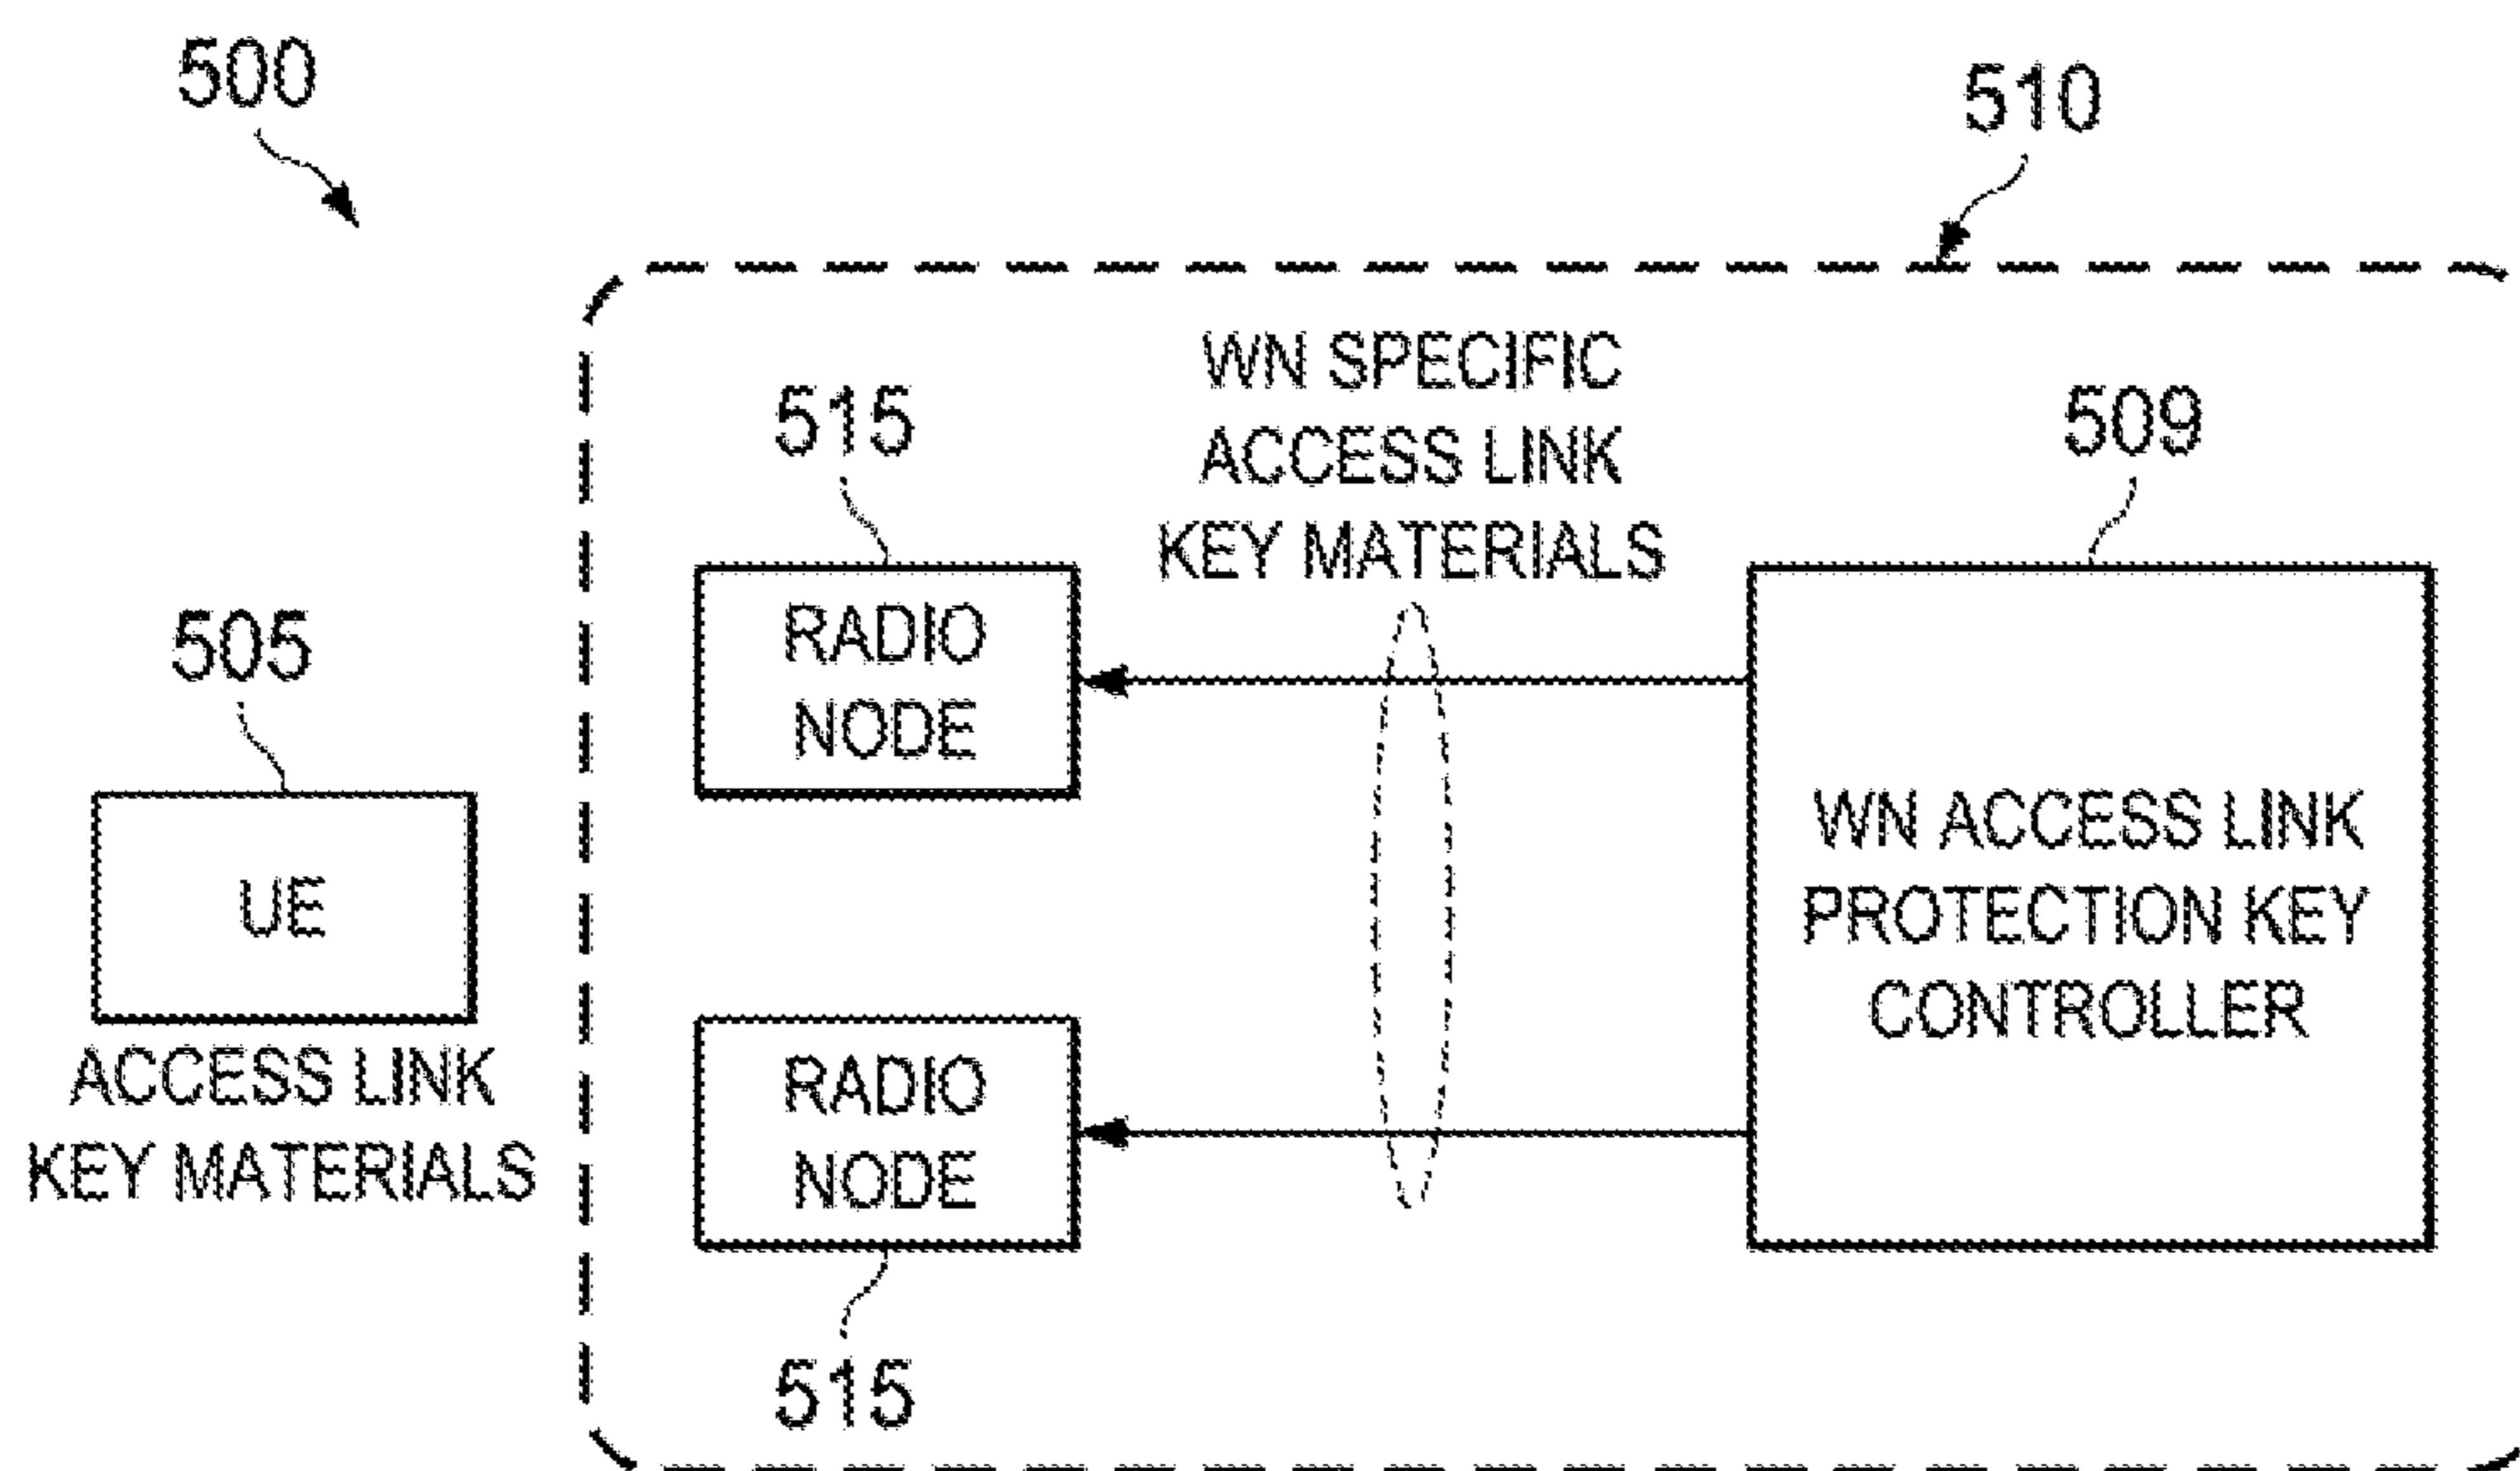 500
510
WN SPECIFIC
ACCESS LINK
KEY MATERIALS
515
509
RADIO
NODE
505
UE
ACCESS LINK
KEY MATERIALS
WN ACCESS LINK
PROTECTION KEY
CONTROLLER
RADIO
NODE
515